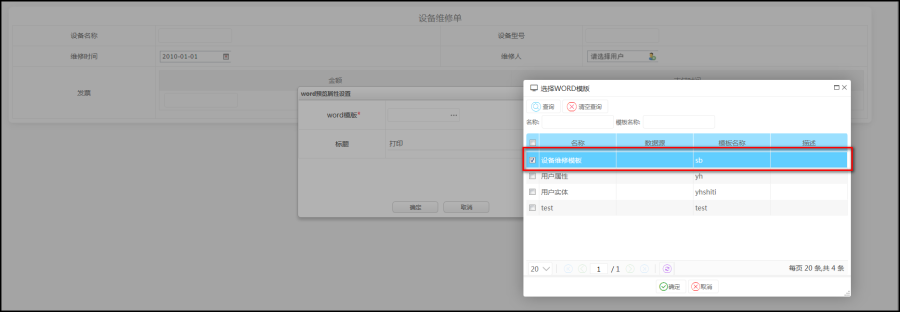 设备维修单
设备名称
设备型号
维修时间
2010-01-01
维修人
请选择用户
发票
金额
word预览属性设置
word模版*
...
标题
打印
确定
取消
选择WORD模版
查询
清空查询
名称:
模板名称:
名称
数据源
模板名称
描述
设备维修模板
sb
用户属性
yh
用户实体
yhshiti
test
test
20
1
/ 1
每页 20 条,共 4 条
确定
取消